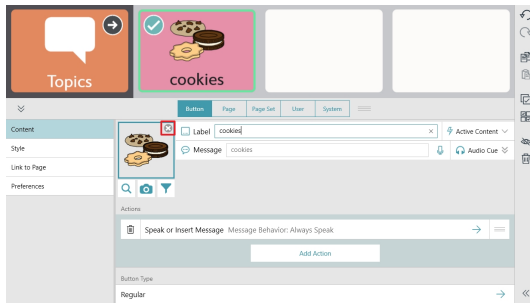 Topics
cookies
Button Page Page Set User System
Content
Style
Link to Page
Preferences
Label cookies × Active Content
Message cookies Audio Cue
Actions
Speak or Insert Message Message Behavior: Always Speak
Add Action
Button Type
Regular